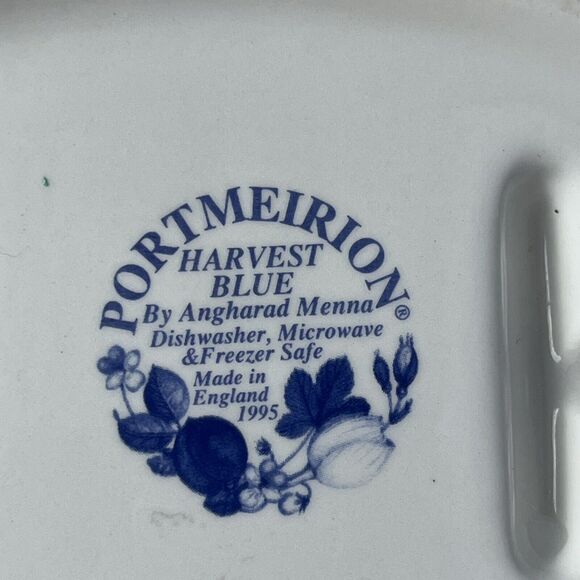 PORTMEIRION®
HARVEST
BLUE
By Angharad Menna
Dishwasher, Microwave
&Freezer Safe
Made in
England
1995